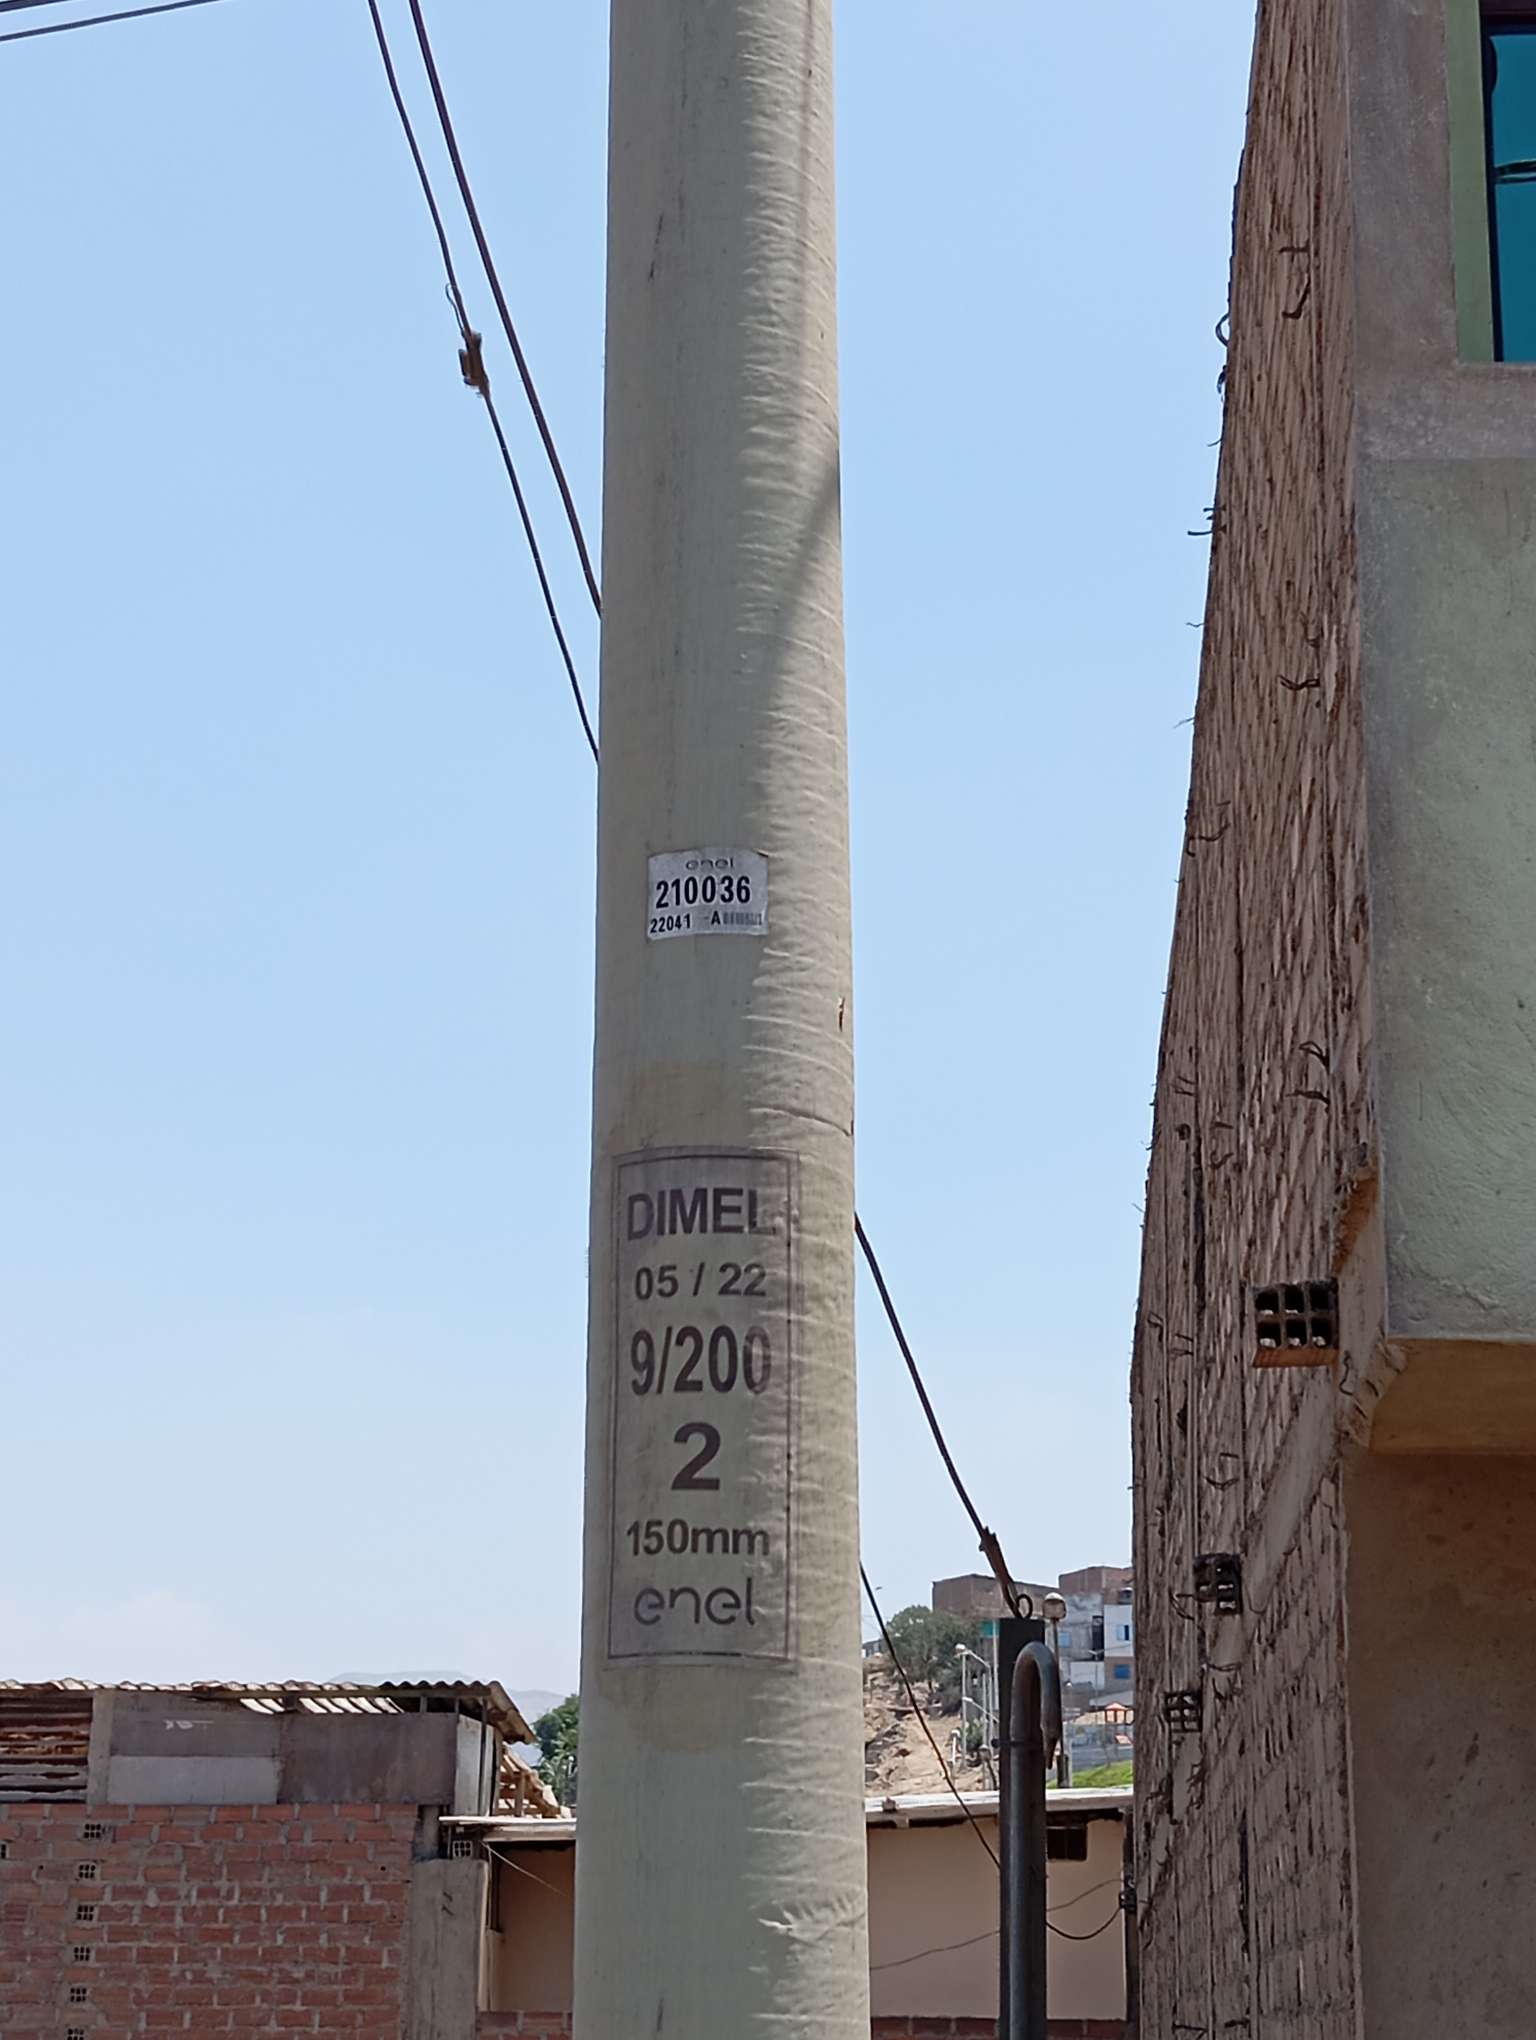 enel
210036
22041 -A
DIMEL
05 / 22
9/200
2
150mm
enel